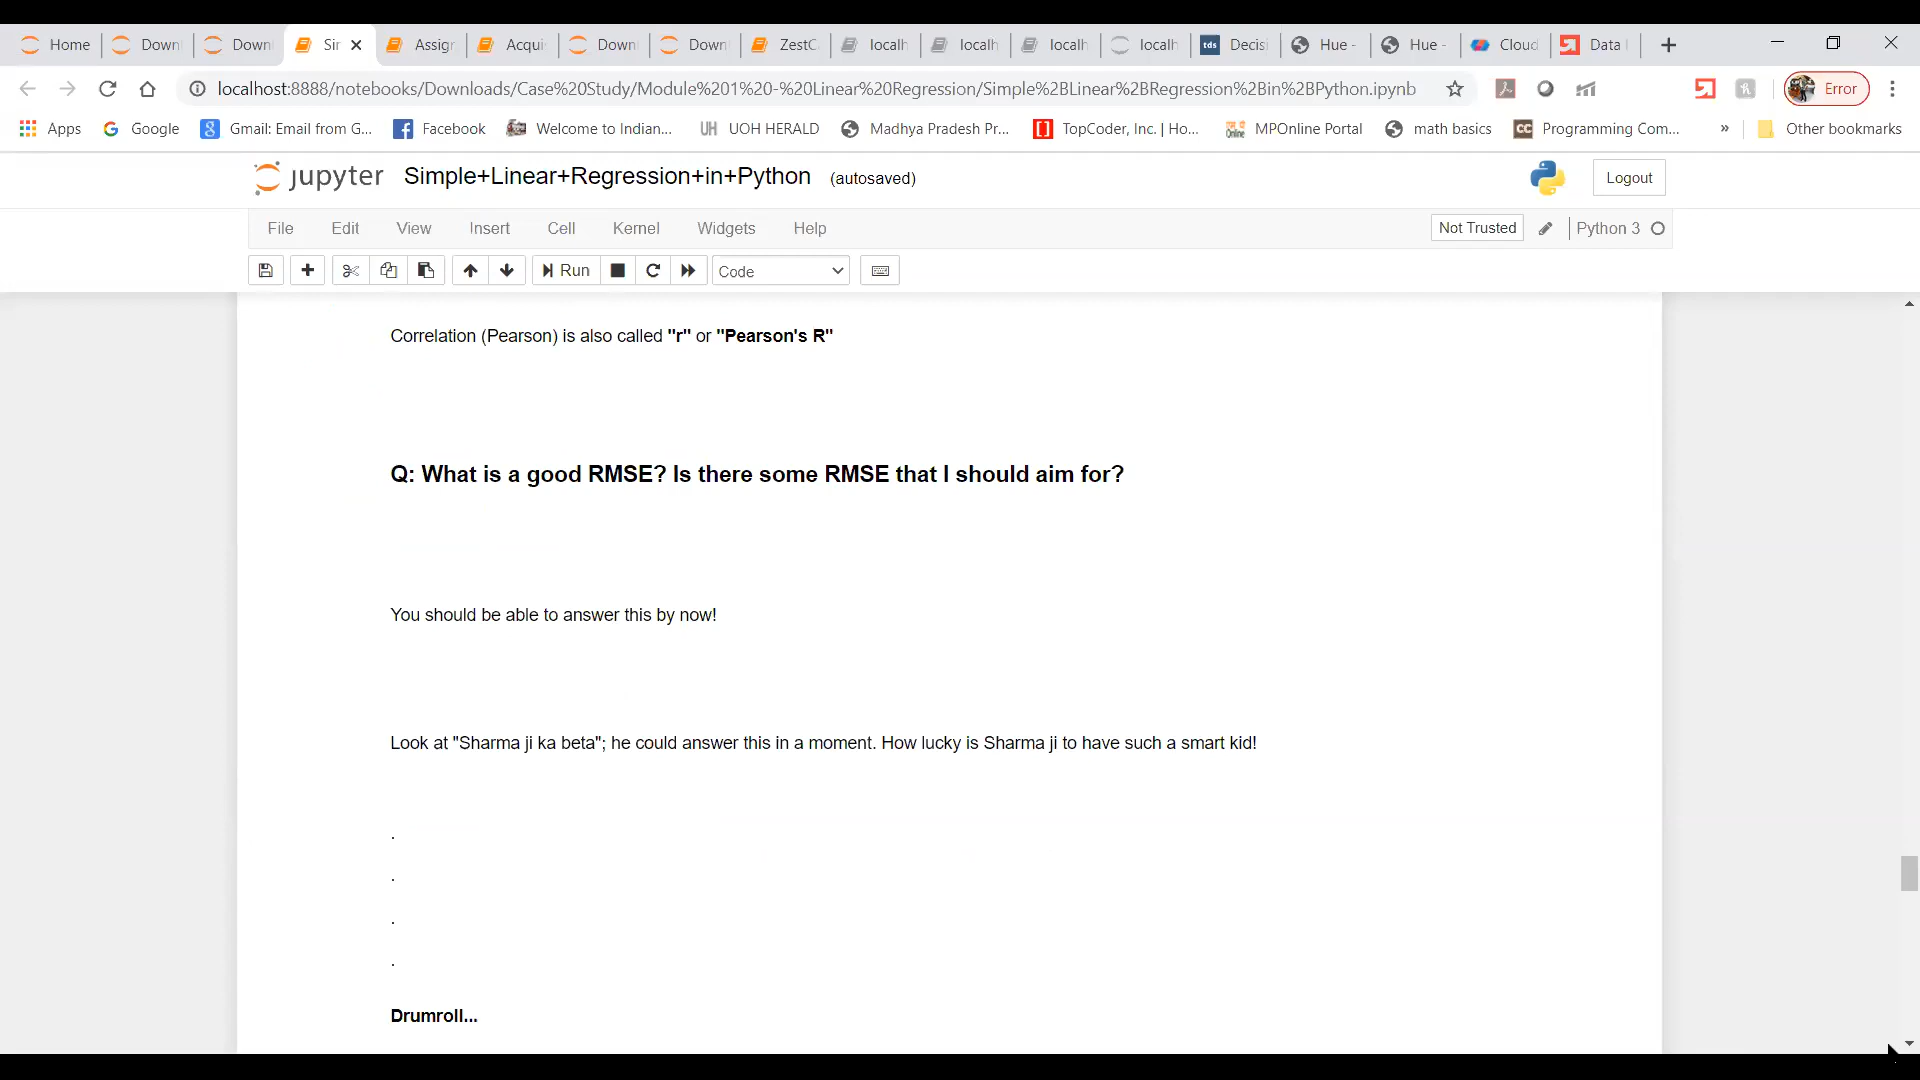 Home
Down
Down
Sir
Assig
Acqui
Down
Down
ZestC
localh
localh
localh
localh
tds
Decisi
Hue -
Hue -
Cloud
Data
localhost:8888/notebooks/Downloads/Case%20Study/Module%201%20-%20Linear%20Regression/Simple%2BLinear%2BRegression%2Bin%2BPython.ipynb
Error
Apps
Google
Gmail: Email from G...
Facebook
Welcome to Indian...
UH UOH HERALD
Madhya Pradesh Pr...
TopCoder, Inc. | Ho...
MPOnline Portal
math basics
CC Programming Com...
»
Other bookmarks
jupyter Simple+Linear+Regression+in+Python (autosaved)
Logout
File Edit View Insert Cell Kernel Widgets Help
Not Trusted
Python 3
Run
Code
Correlation (Pearson) is also called "r" or "Pearson's R"
Q: What is a good RMSE? Is there some RMSE that I should aim for?
You should be able to answer this by now!
Look at "Sharma ji ka beta"; he could answer this in a moment. How lucky is Sharma ji to have such a smart kid!
.
.
.
.
Drumroll...